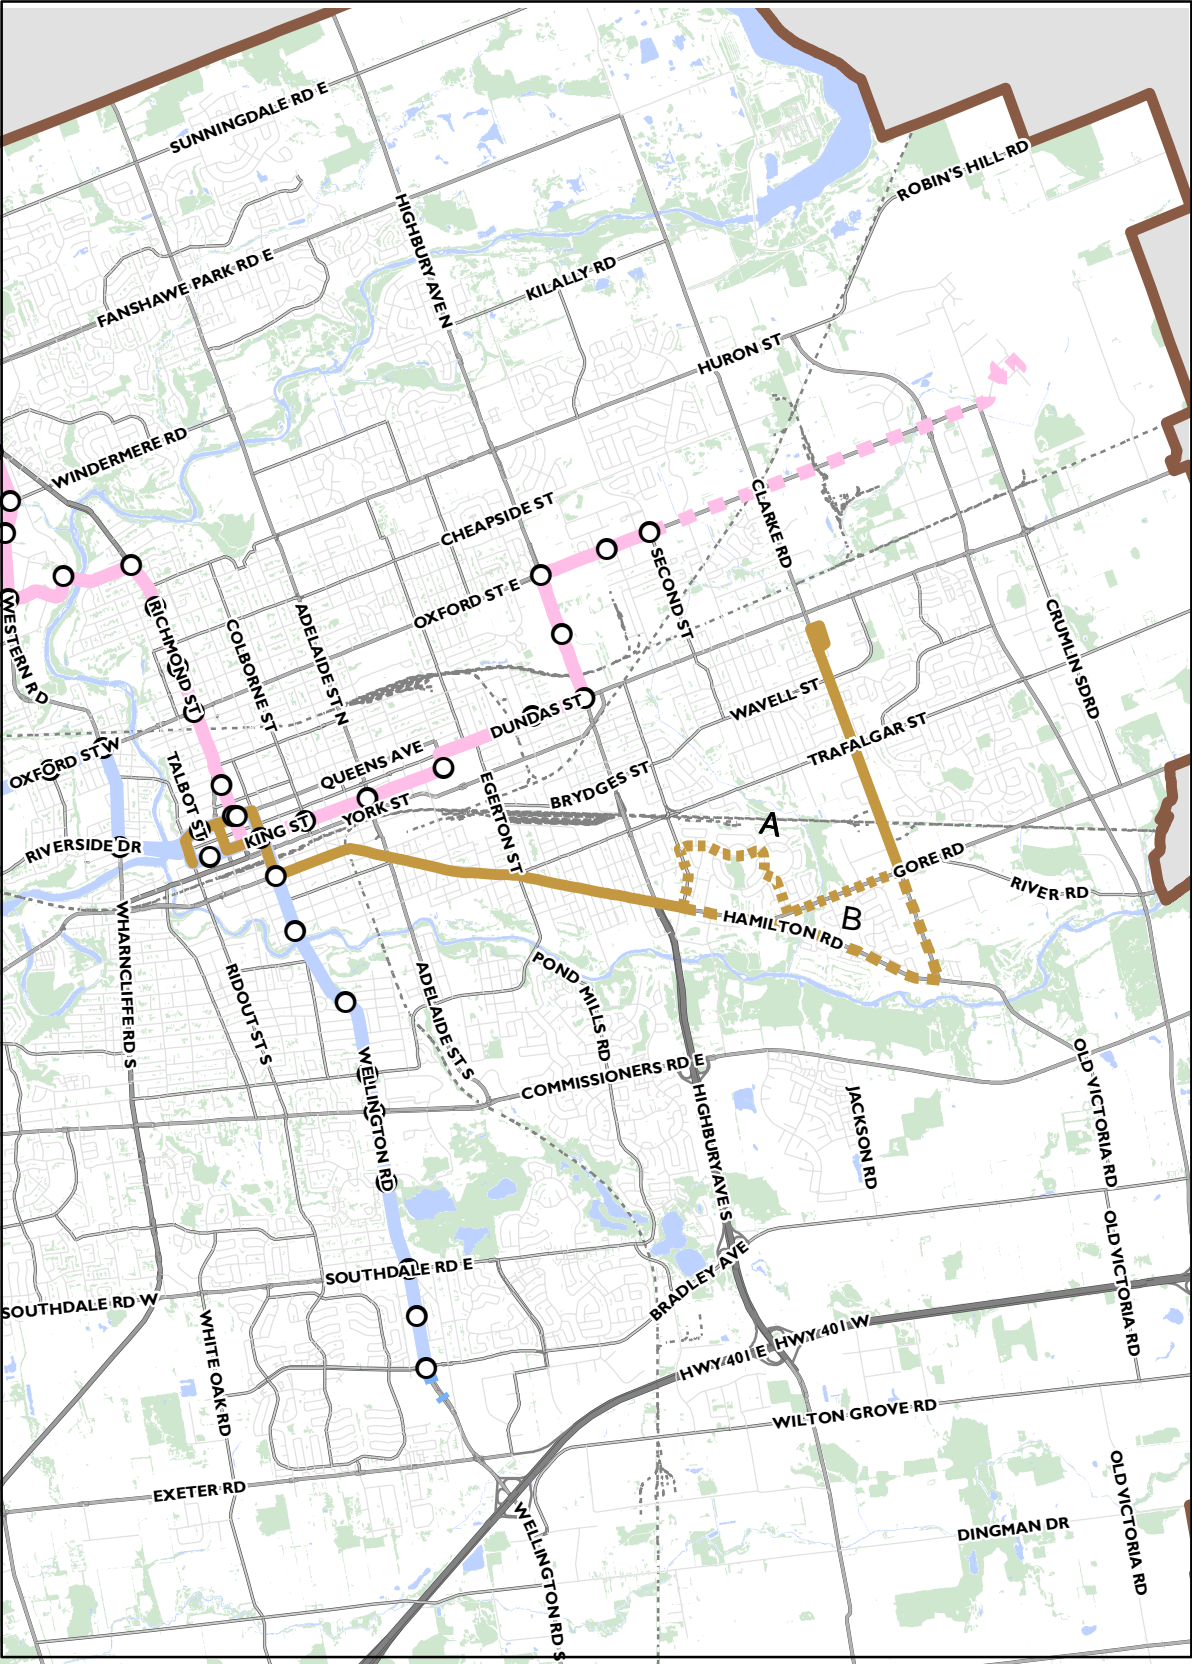 SUNNINGDALE RD E
ROBIN'S HILL RD
HIGHBURY AVE N
FANSHAWE PARK RD E
KILALLY RD
HURON ST
WINDERMERE RD
CHEAPSIDE ST
CLARKE RD
SECOND ST
OXFORD ST E
WESTERN RD
RICHMOND ST
COLBORNE ST
ADELAIDE ST N
CRUMLIN SDRD
WAVELL ST
DUNDAS ST
TRAFALGAR ST
OXFORD ST W
TALBOT ST
QUEENS AVE
BRYDGES ST
YORK ST
EGERTON ST
KING ST
A
RIVERSIDE DR
GORE RD
RIVER RD
B
HAMILTON RD
WHARNCLIFFE RD S
RIDOUT ST S
ADELAIDE ST S
POND MILLS RD
COMMISSIONERS RD E
WELLINGTON RD
HIGHBURY AVE S
JACKSON RD
OLD VICTORIA RD
OLD VICTORIA RD
SOUTHDALE RD E
BRADLEY AVE
SOUTHDALE RD W
WHITE OAK RD
HWY 401 E
HWY 401 W
WILTON GROVE RD
EXETER RD
OLD VICTORIA RD
WELLINGTON RD S
DINGMAN DR